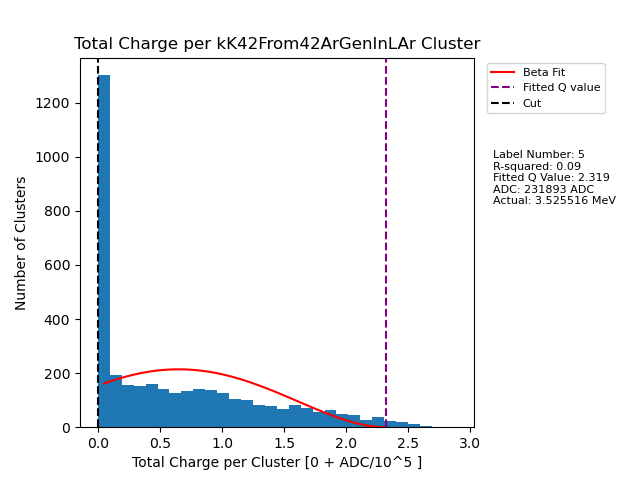 Total Charge per kK42From42ArGenInLAr Cluster
Beta Fit
Fitted Q value
Cut
Label Number: 5
R-squared: 0.09
Fitted Q Value: 2.319
ADC: 231893 ADC
Actual: 3.525516 MeV
Number of Clusters
1200
1000
800
600
400
200
0
0.0 0.5 1.0 1.5 2.0 2.5 3.0
Total Charge per Cluster [0 + ADC/10^5 ]